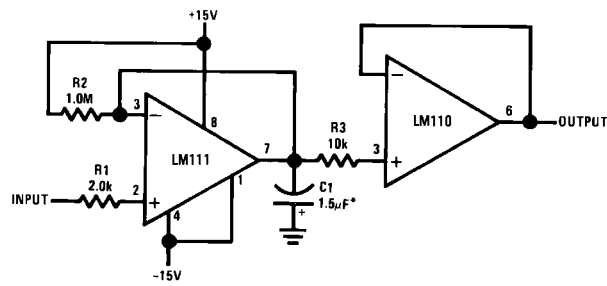 +15V
R2
1.0M
3
−
8
LM111
7
1
R1
2.0k
INPUT
2
+
4
−15V
R3
10k
C1
1.5μF*
+
−
LM110
3
+
6
OUTPUT